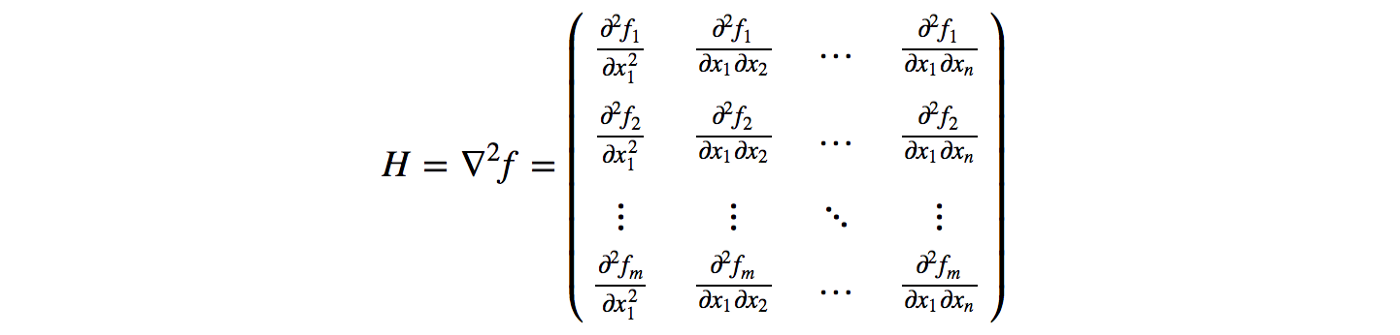 H = ∇²f = ( ∂²f₁/∂x₁² ∂²f₁/∂x₁∂x₂ … ∂²f₁/∂x₁∂xₙ
∂²f₂/∂x₁² ∂²f₂/∂x₁∂x₂ … ∂²f₂/∂x₁∂xₙ
⋮ ⋮ ⋱ ⋮
∂²fₘ/∂x₁² ∂²fₘ/∂x₁∂x₂ … ∂²fₘ/∂x₁∂xₙ )